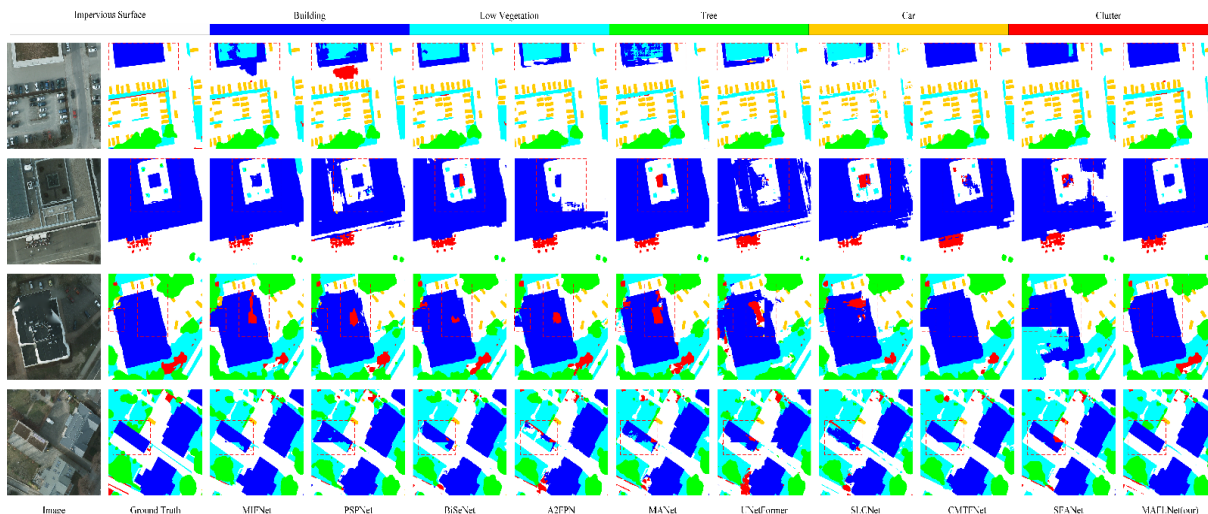 Impervious Surface Building Low Vegetation Tree Car Clutter
Image Ground Truth MIFNet PSPNet BiSeNet A2FPN MANet UNetFormer SLCNet CMTFNet SFANet MAFLNet(our)